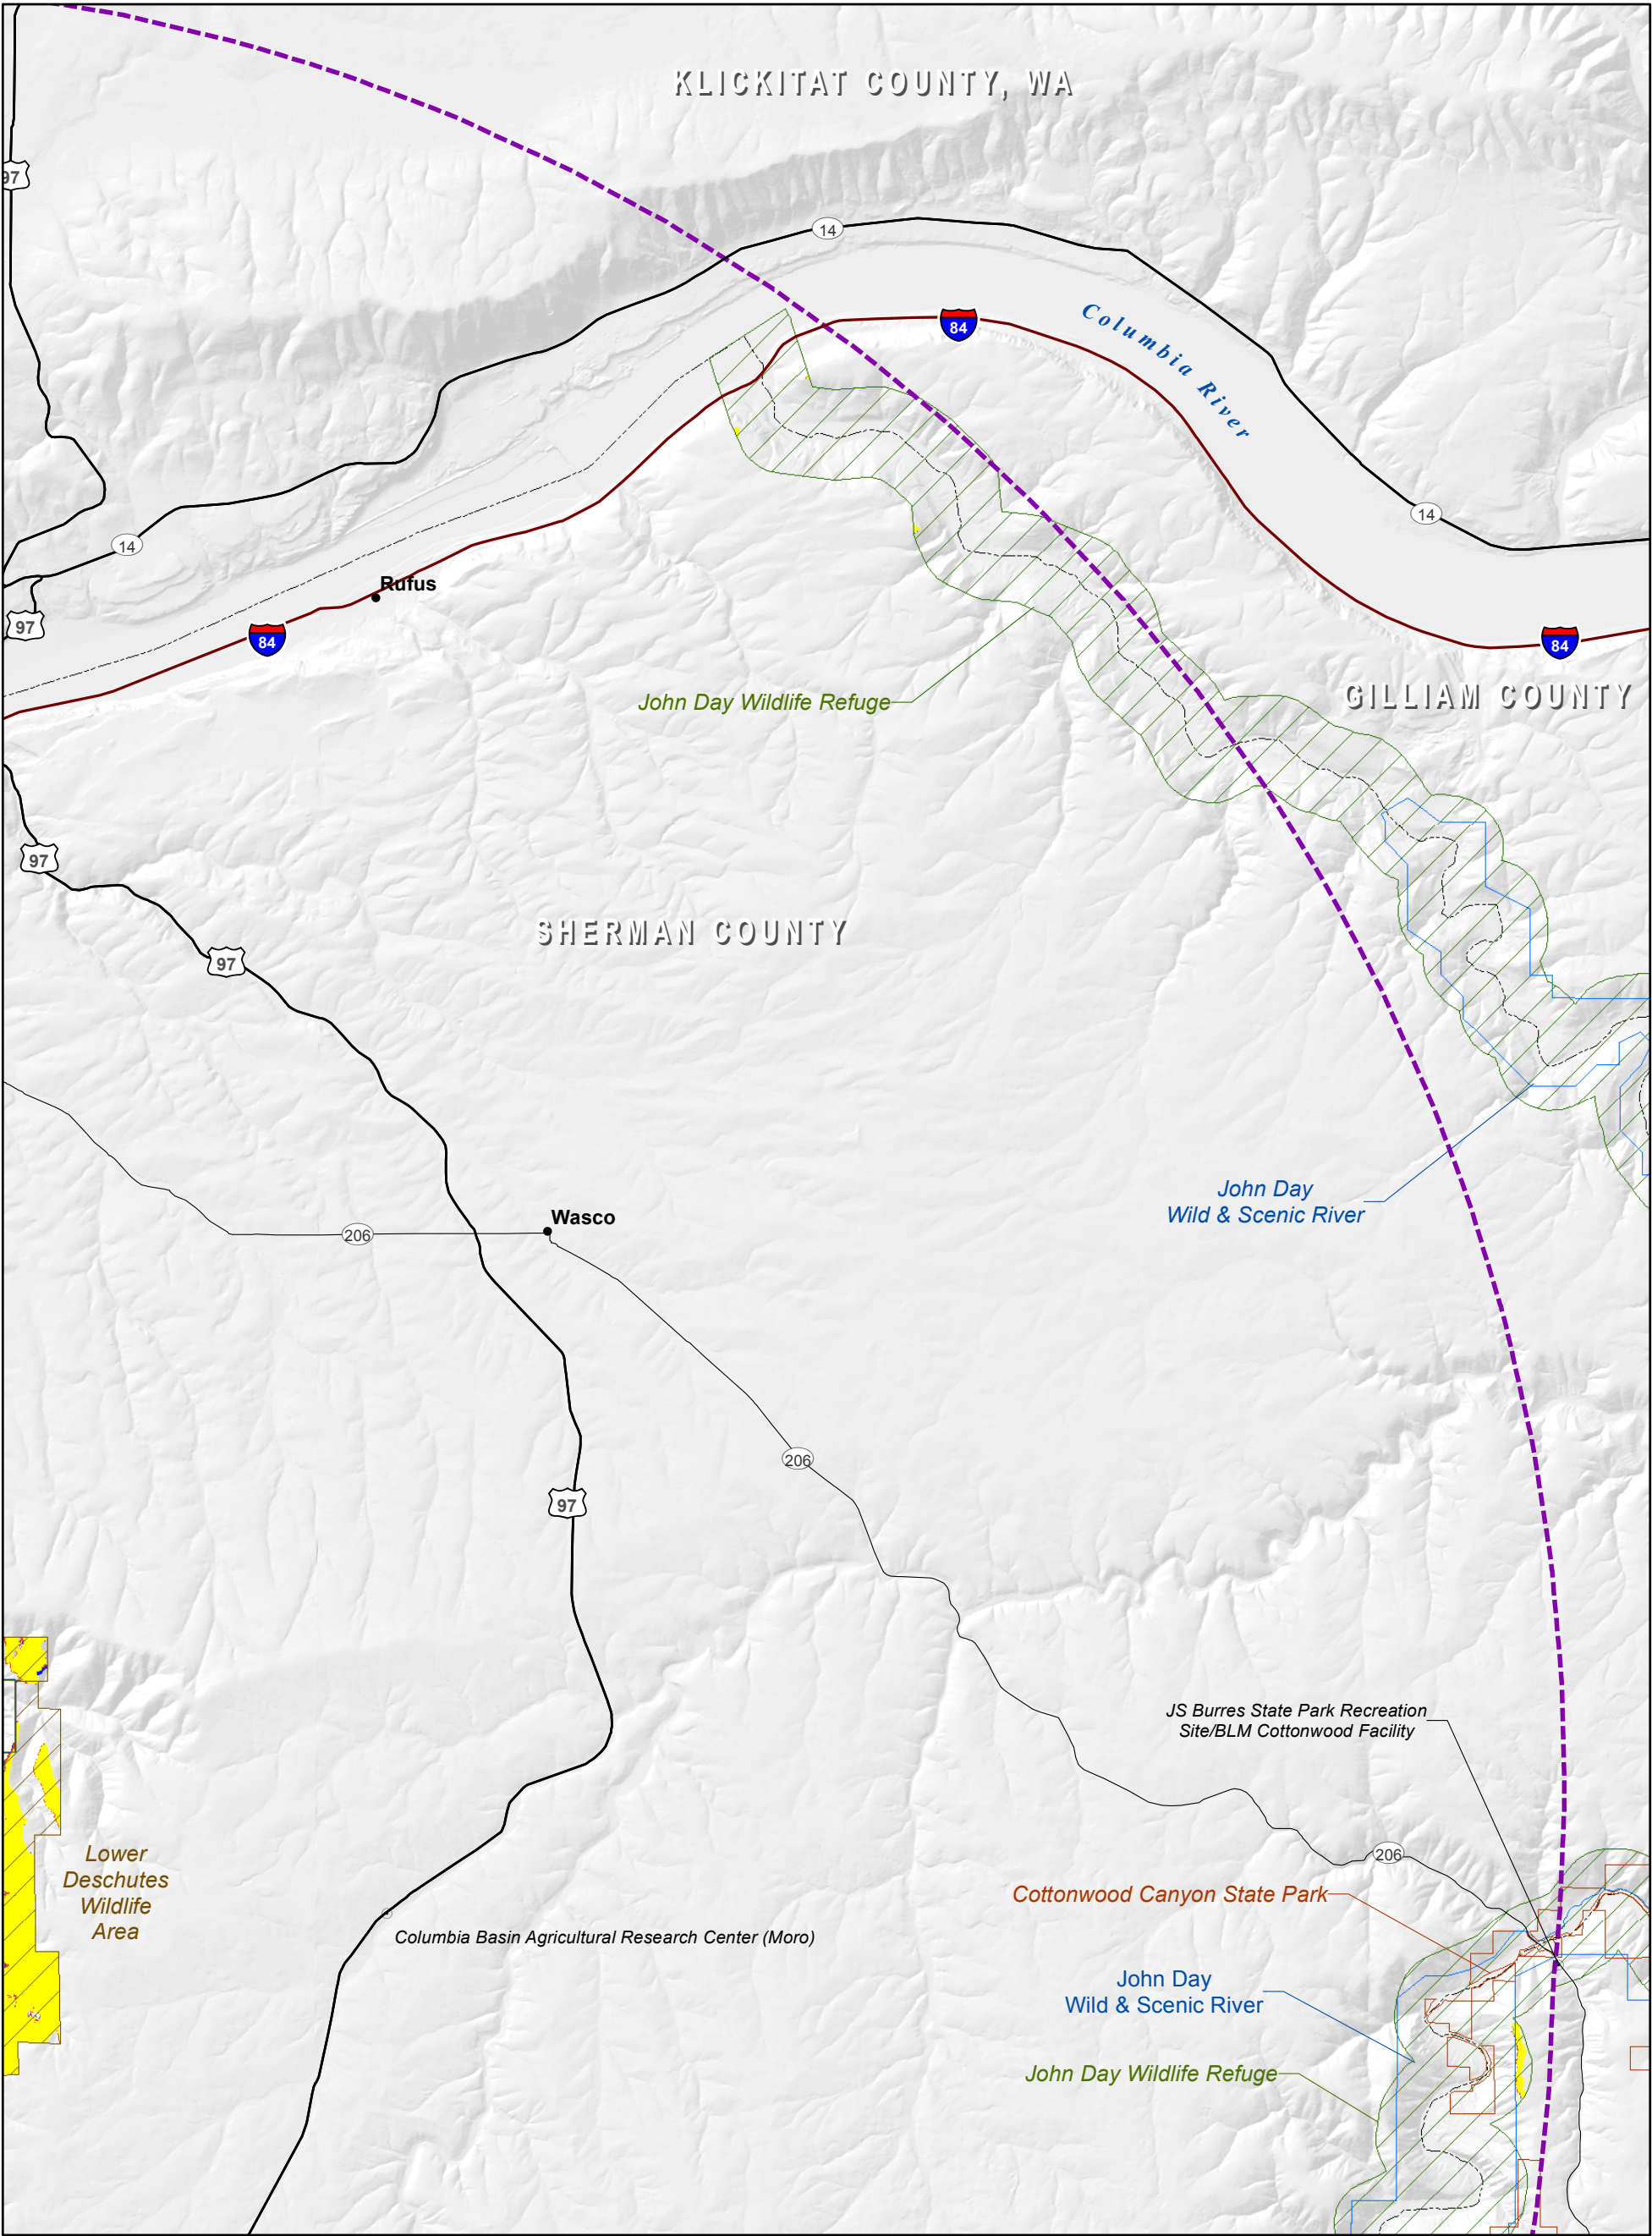 KLICKITAT COUNTY, WA
97
14
84
Columbia River
14
14
Rufus
97
84
84
John Day Wildlife Refuge
GILLIAM COUNTY
97
SHERMAN COUNTY
97
John Day
Wild & Scenic River
Wasco
206
206
97
JS Burres State Park Recreation
Site/BLM Cottonwood Facility
Lower
Deschutes
Wildlife
Area
206
Cottonwood Canyon State Park
Columbia Basin Agricultural Research Center (Moro)
John Day
Wild & Scenic River
John Day Wildlife Refuge